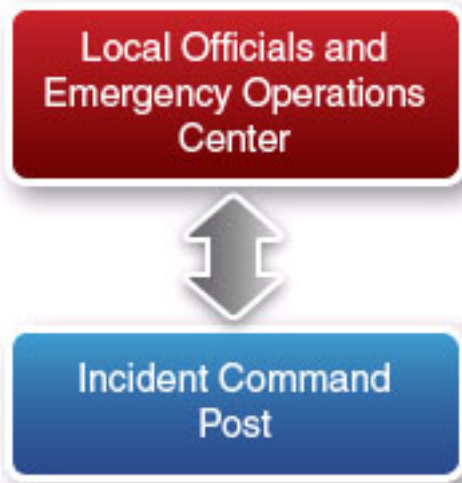 Local Officials and
Emergency Operations
Center
Incident Command
Post